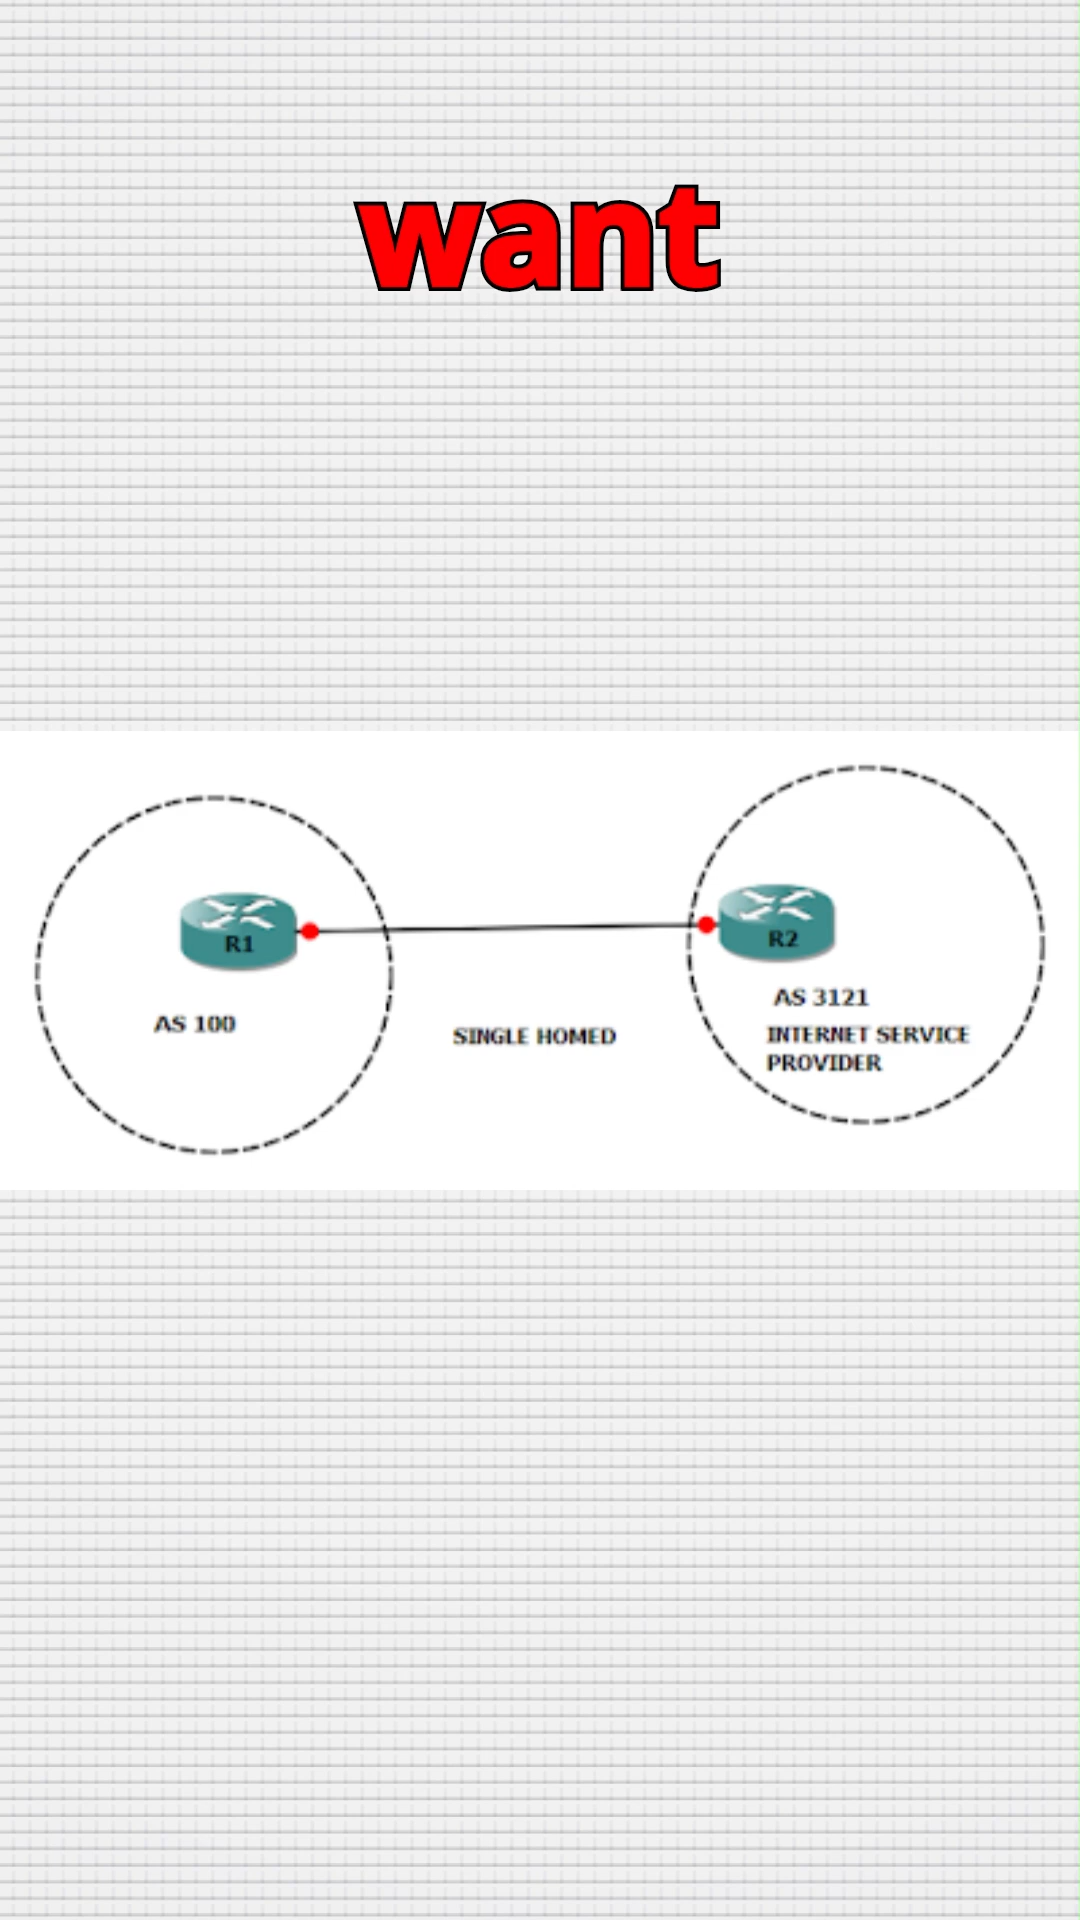 want
R1
R2
AS 100
SINGLE HOMED
AS 3121
INTERNET SERVICE
PROVIDER